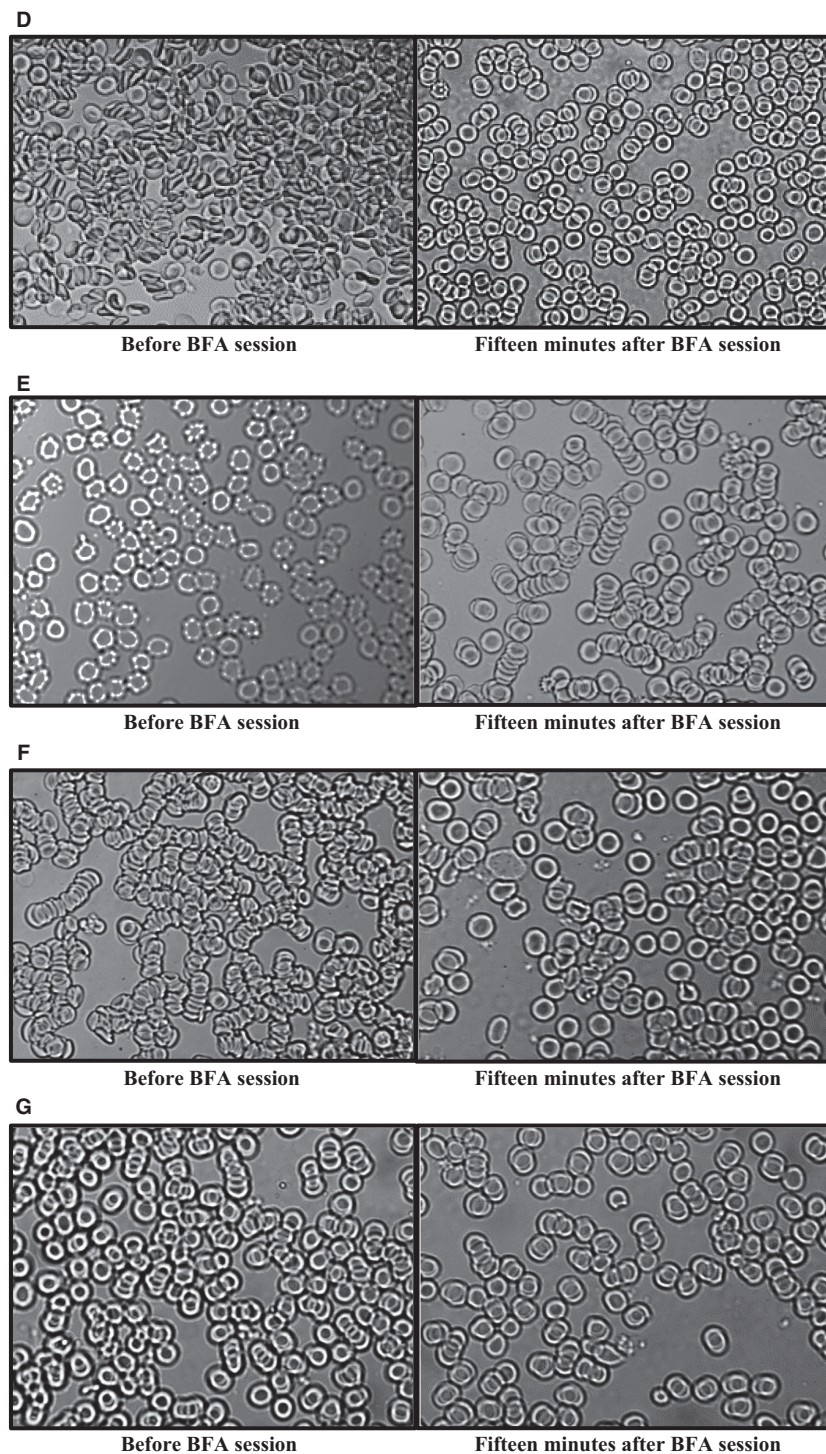 D
Before BFA session Fifteen minutes after BFA session
E
Before BFA session Fifteen minutes after BFA session
F
Before BFA session Fifteen minutes after BFA session
G
Before BFA session Fifteen minutes after BFA session